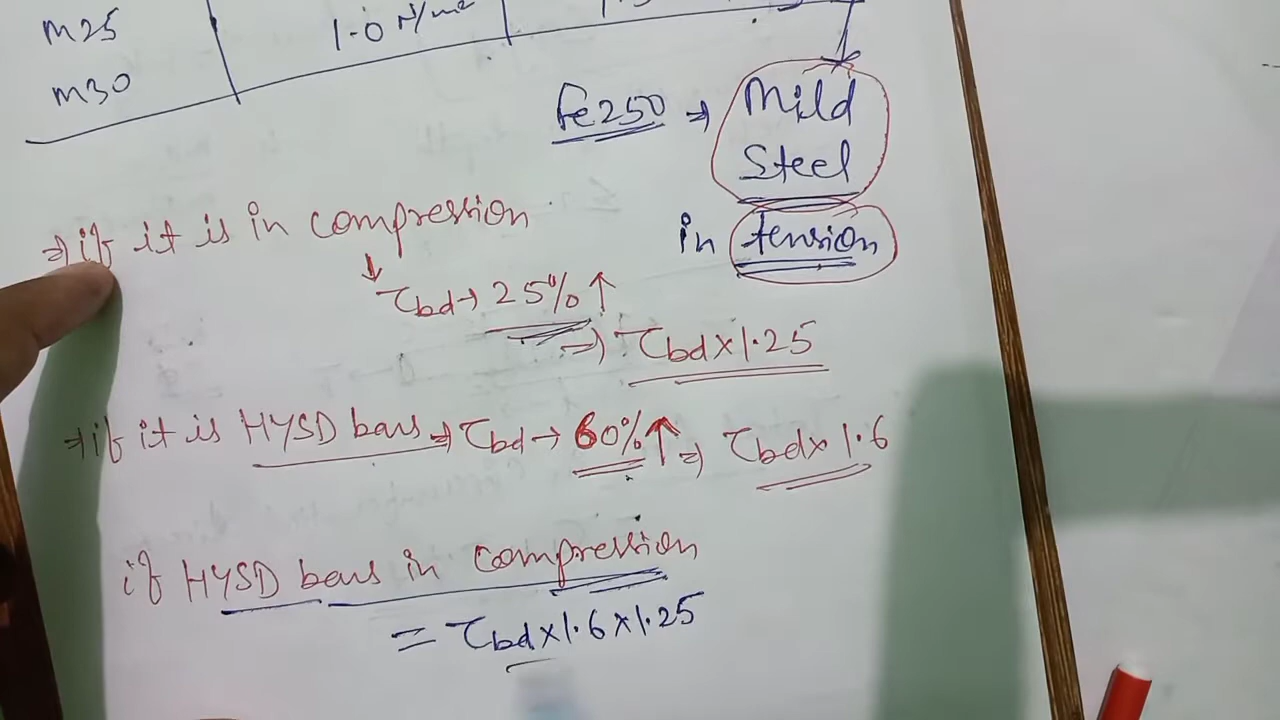 M25 1.0 N/m²
M30
Fe250 ⇒ Mild
Steel
in tension
⇒ if it is in compression
τbd → 25% ↑
⇒ τbd x 1.25
⇒ if it is HYSD bars ⇒ τbd → 60% ↑ ⇒ τbd x 1.6
if HYSD bars in compression
= τbd x 1.6 x 1.25